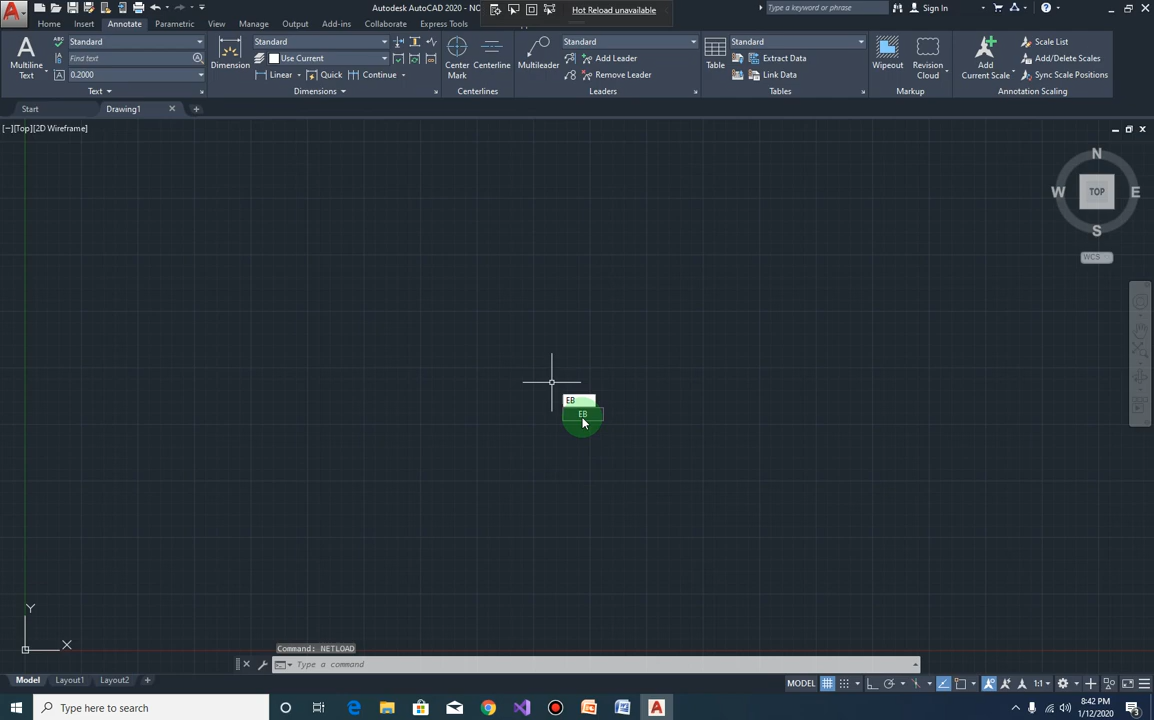 Autodesk AutoCAD 2020 - NC
Hot Reload unavailable
Type a keyword or phrase
Sign In
Home Insert Annotate Parametric View Manage Output Add-ins Collaborate Express Tools
Multiline
Text
Standard
Find text
0.2000
Text
Dimension
Standard
Use Current
Linear Quick Continue
Dimensions
Center
Mark
Centerline
Centerlines
Multileader
Standard
Add Leader
Remove Leader
Leaders
Table
Standard
Extract Data
Link Data
Tables
Wipeout
Revision
Cloud
Markup
Add
Current Scale
Scale List
Add/Delete Scales
Sync Scale Positions
Annotation Scaling
Start Drawing1
[−][Top][2D Wireframe]
N
W TOP E
S
WCS
EB
EB
Y
X
Command: NETLOAD
Type a command
Model Layout1 Layout2
MODEL
1:1
Type here to search
8:42 PM
1/12/2020
3